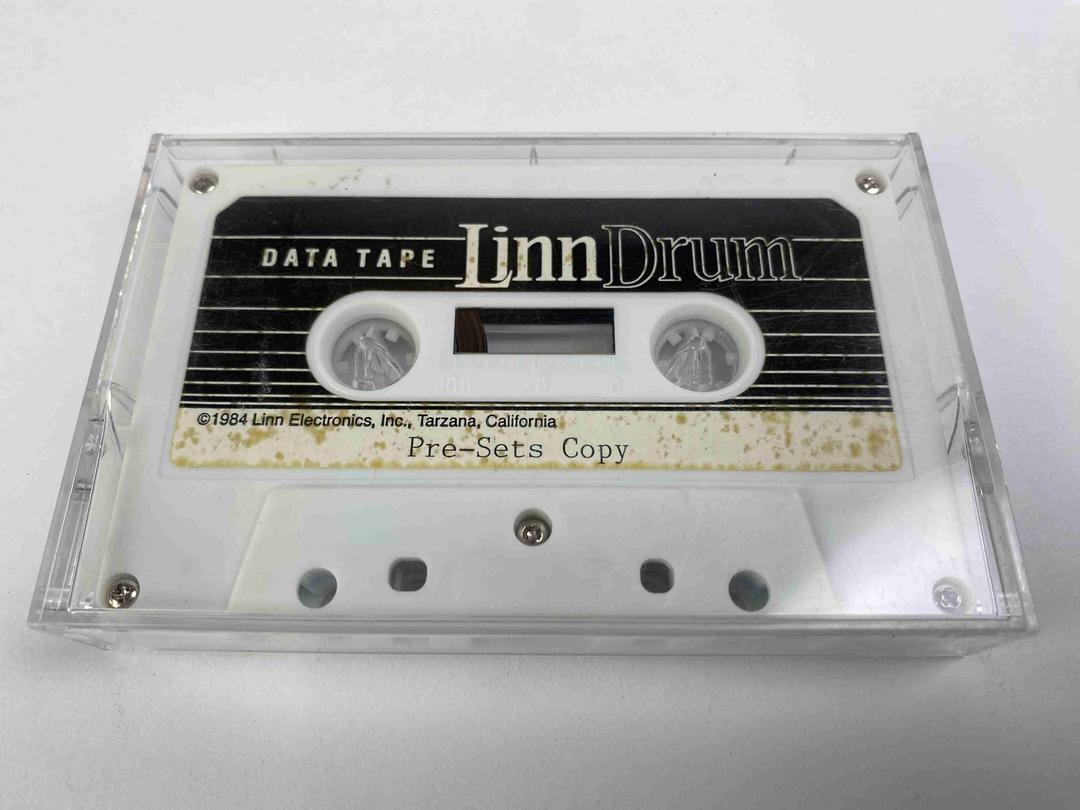 DATA TAPE LinnDrum
100 50 0
©1984 Linn Electronics, Inc., Tarzana, California
Pre-Sets Copy